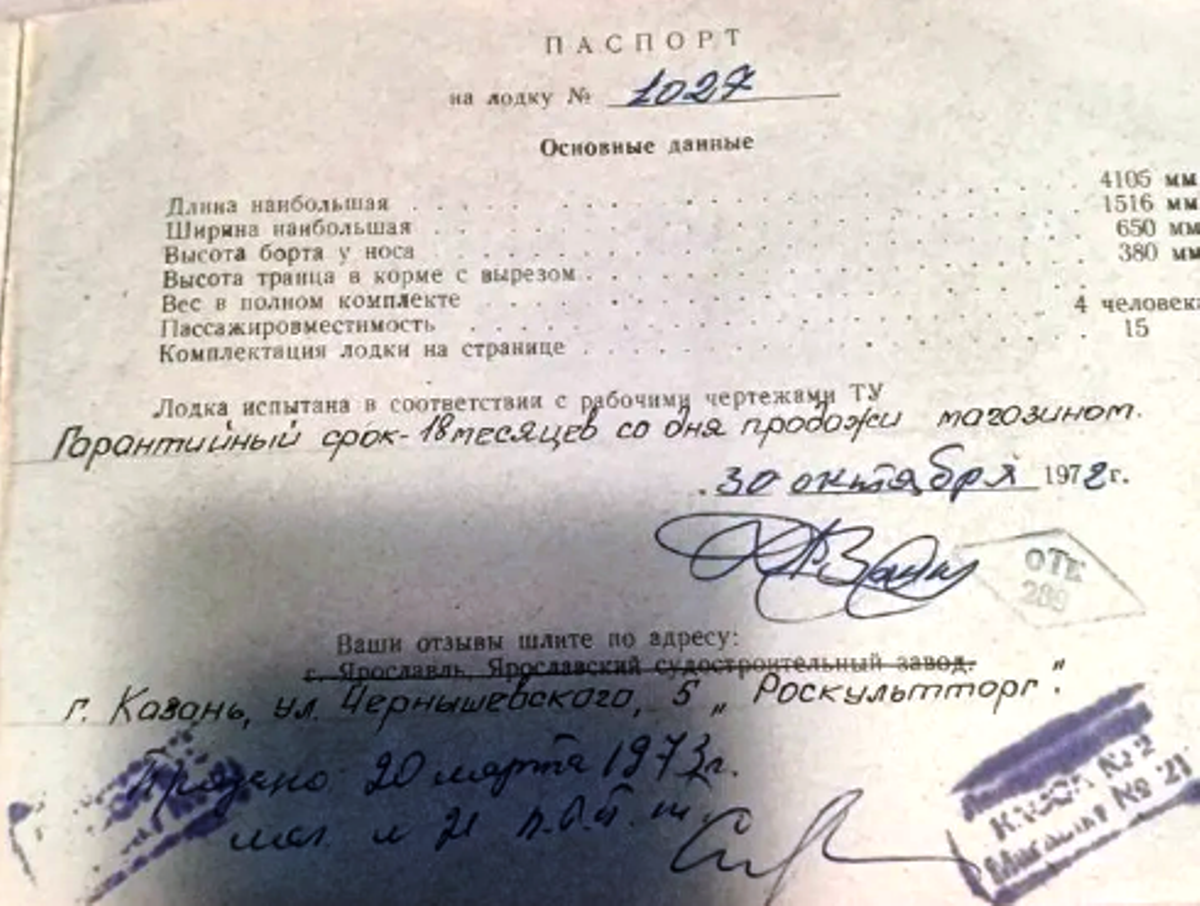 ПАСПОРТ
на лодку № 1027
Основные данные
Длина наибольшая . . . . . 4105 мм
Ширина наибольшая . . . . . 1516 мм
Высота борта у носа . . . . . 650 мм
Высота транца в корме с вырезом . . . . . 380 мм
Вес в полном комплекте . . . . .
Пассажировместимость . . . . . 4 человека
Комплектация лодки на странице . . . . . 15
Лодка испытана в соответствии с рабочими чертежами ТУ
Гарантийный срок - 18 месяцев со дня продажи магазином.
30 октября 1972 г.
ОТК
289
Ваши отзывы шлите по адресу:
г. Ярославль, Ярославский судостроительный завод.
г. Казань, ул. Чернышевского, 5 „Роскультторг".
Продано 20 марта 1973 г.
маг. № 21
№ 2
Магазин № 21